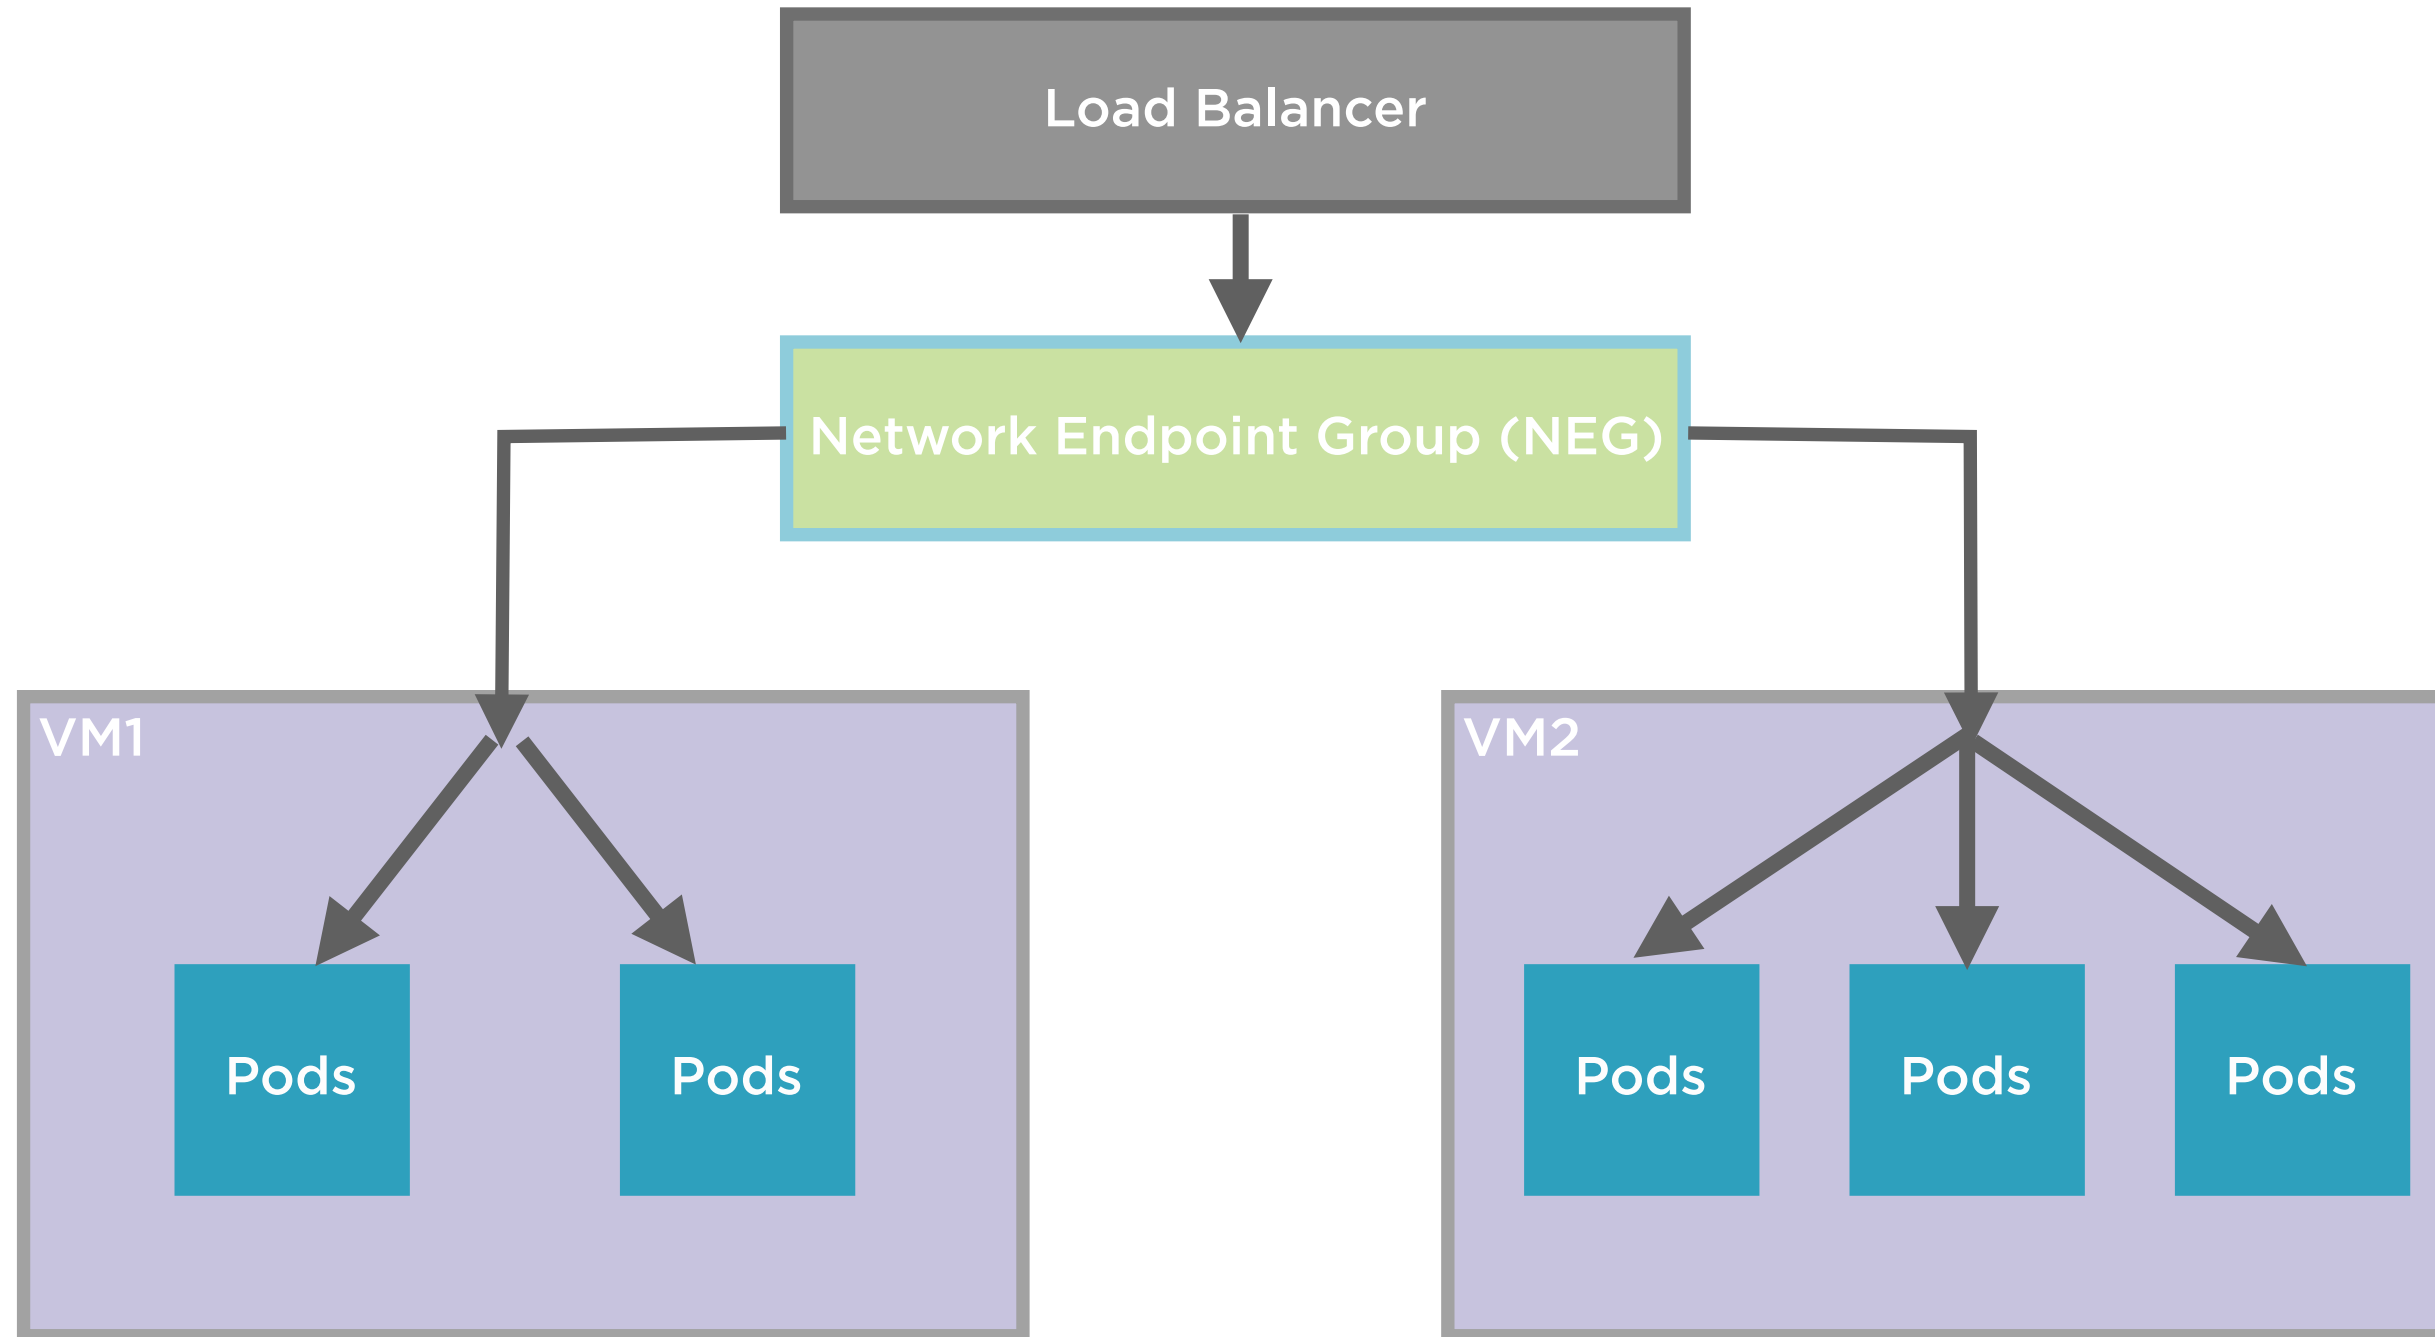 Load Balancer
Network Endpoint Group (NEG)
VM1
VM2
Pods
Pods
Pods
Pods
Pods